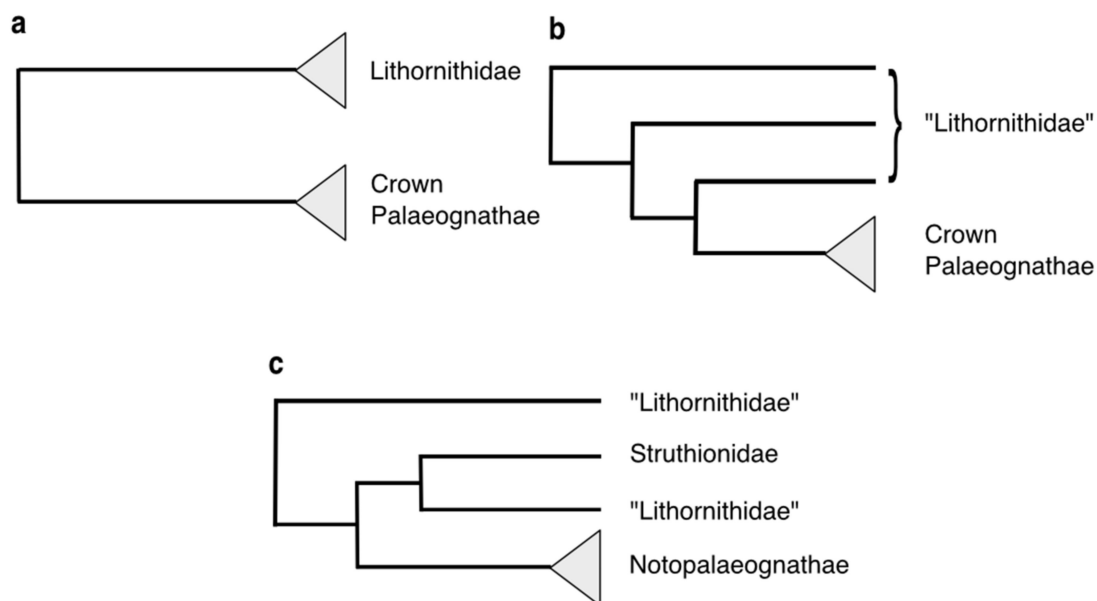 a
Lithornithidae
Crown
Palaeognathae
b
"Lithornithidae"
Crown
Palaeognathae
c
"Lithornithidae"
Struthionidae
"Lithornithidae"
Notopalaeognathae